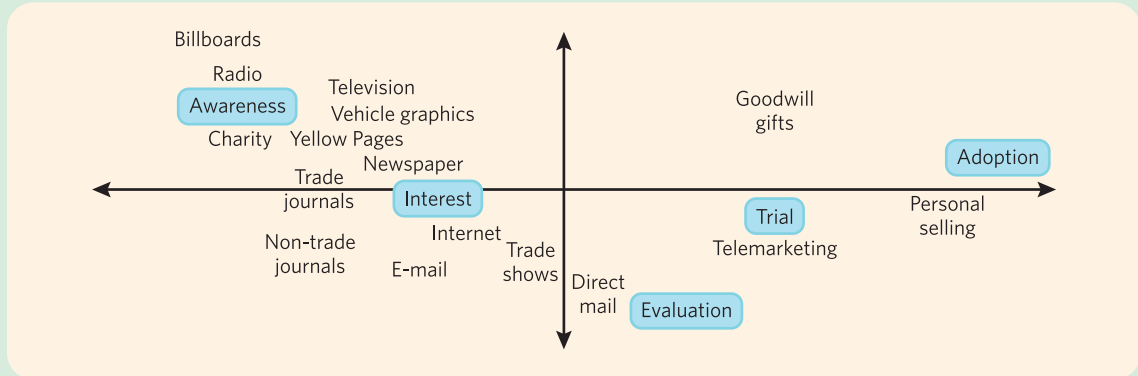 Billboards
Radio
Television
Awareness
Vehicle graphics
Charity
Yellow Pages
Newspaper
Goodwill
gifts
Adoption
Trade
journals
Interest
Internet
Non-trade
journals
E-mail
Trade
shows
Direct
mail
Evaluation
Trial
Telemarketing
Personal
selling